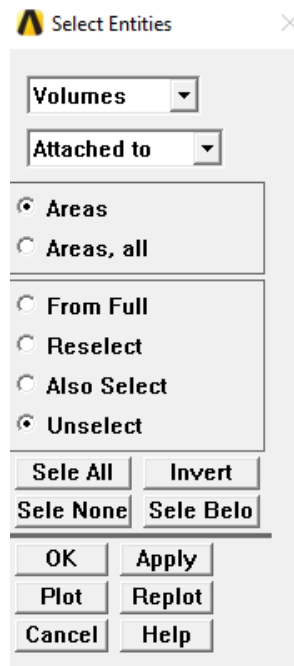 Select Entities
Volumes
Attached to
Areas
Areas, all
From Full
Reselect
Also Select
Unselect
Sele All Invert
Sele None Sele Belo
OK Apply
Plot Replot
Cancel Help